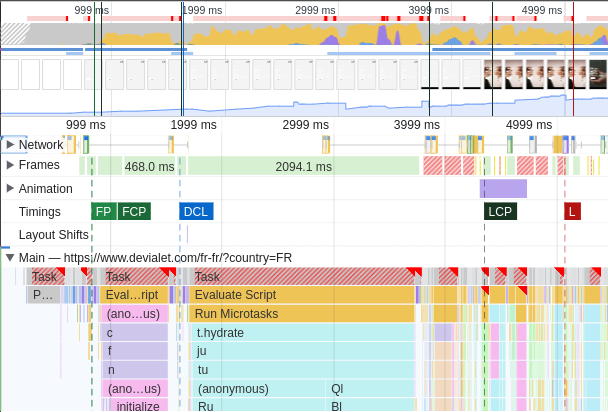 999 ms 1999 ms 2999 ms 3999 ms 4999 ms
999 ms 1999 ms 2999 ms 3999 ms 4999 ms
Network
Frames 468.0 ms 2094.1 ms
Animation
Timings FP FCP DCL LCP L
Layout Shifts
Main — https://www.devialet.com/fr-fr/?country=FR
Task Task Task
P... Eval...ript Evaluate Script
(ano...us) Run Microtasks
c t.hydrate
f ju
n tu
(ano...us) (anonymous) Ql
initialize Ru Bl